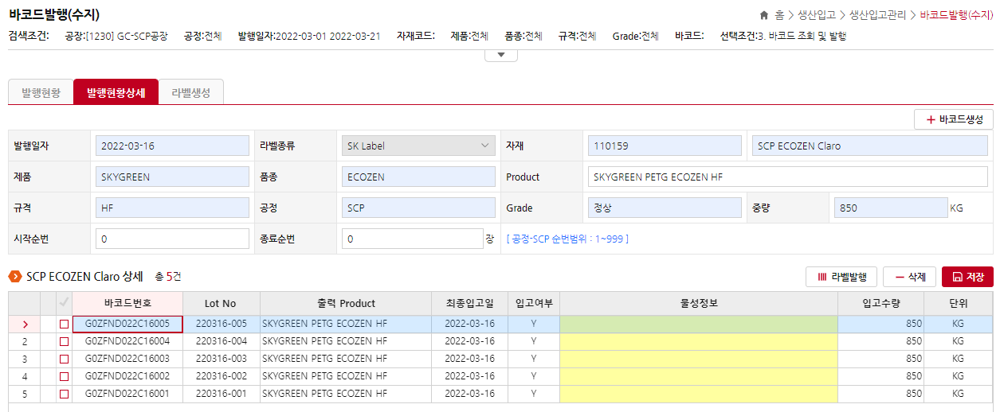 바코드발행(수지)
홈 > 생산입고 > 생산입고관리 > 바코드발행(수지)
검색조건: 공장:[1230] GC-SCP공장 공정:전체 발행일자:2022-03-01 2022-03-21 자재코드: 제품:전체 품종:전체 규격:전체 Grade:전체 바코드: 선택조건:3. 바코드 조회 및 발행
발행현황 발행현황상세 라벨생성
+ 바코드생성
발행일자 2022-03-16 라벨종류 SK Label 자재 110159 SCP ECOZEN Claro
제품 SKYGREEN 품종 ECOZEN Product SKYGREEN PETG ECOZEN HF
규격 HF 공정 SCP Grade 정상 중량 850 KG
시작순번 0 종료순번 0 장 [ 공정-SCP 순번범위 : 1~999 ]
SCP ECOZEN Claro 상세 총 5건 라벨발행 삭제 저장
바코드번호 Lot No 출력 Product 최종입고일 입고여부 물성정보 입고수량 단위
G0ZFND022C16005 220316-005 SKYGREEN PETG ECOZEN HF 2022-03-16 Y 850 KG
2 G0ZFND022C16004 220316-004 SKYGREEN PETG ECOZEN HF 2022-03-16 Y 850 KG
3 G0ZFND022C16003 220316-003 SKYGREEN PETG ECOZEN HF 2022-03-16 Y 850 KG
4 G0ZFND022C16002 220316-002 SKYGREEN PETG ECOZEN HF 2022-03-16 Y 850 KG
5 G0ZFND022C16001 220316-001 SKYGREEN PETG ECOZEN HF 2022-03-16 Y 850 KG